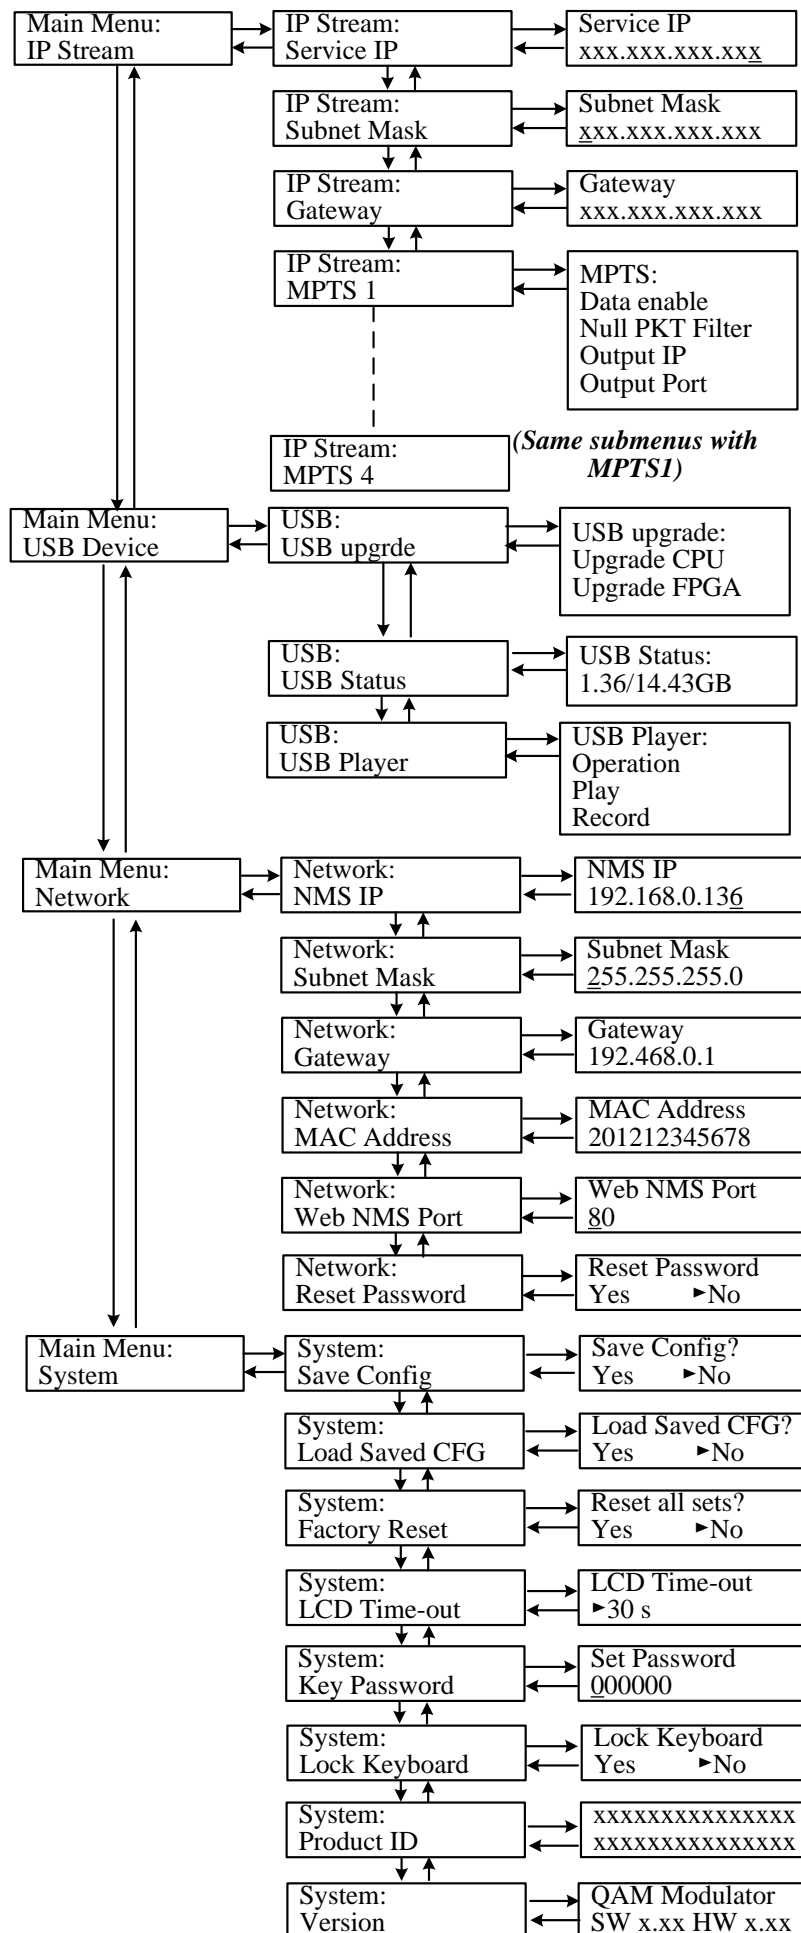 Main Menu:
IP Stream
IP Stream:
Service IP
Service IP
xxx.xxx.xxx.xxx
IP Stream:
Subnet Mask
Subnet Mask
xxx.xxx.xxx.xxx
IP Stream:
Gateway
Gateway
xxx.xxx.xxx.xxx
IP Stream:
MPTS 1
MPTS:
Data enable
Null PKT Filter
Output IP
Output Port
IP Stream:
MPTS 4
(Same submenus with
MPTS1)
Main Menu:
USB Device
USB:
USB upgrde
USB upgrade:
Upgrade CPU
Upgrade FPGA
USB:
USB Status
USB Status:
1.36/14.43GB
USB:
USB Player
USB Player:
Operation
Play
Record
Main Menu:
Network
Network:
NMS IP
NMS IP
192.168.0.136
Network:
Subnet Mask
Subnet Mask
255.255.255.0
Network:
Gateway
Gateway
192.468.0.1
Network:
MAC Address
MAC Address
201212345678
Network:
Web NMS Port
Web NMS Port
80
Network:
Reset Password
Reset Password
Yes ►No
Main Menu:
System
System:
Save Config
Save Config?
Yes ►No
System:
Load Saved CFG
Load Saved CFG?
Yes ►No
System:
Factory Reset
Reset all sets?
Yes ►No
System:
LCD Time-out
LCD Time-out
►30 s
System:
Key Password
Set Password
000000
System:
Lock Keyboard
Lock Keyboard
Yes ►No
System:
Product ID
xxxxxxxxxxxxxxx
xxxxxxxxxxxxxxx
System:
Version
QAM Modulator
SW x.xx HW x.xx